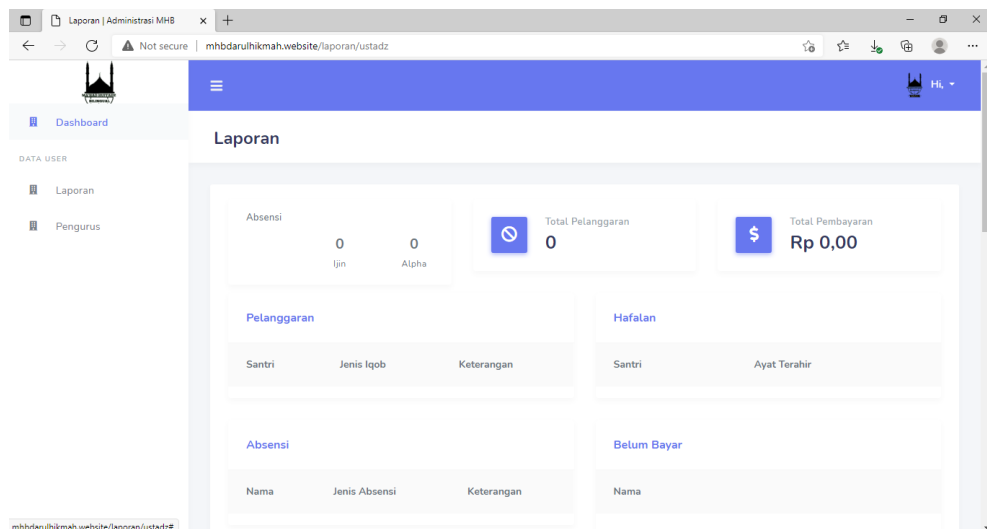 Laporan | Administrasi MHB
Not secure | mhbdarulhikmah.website/laporan/ustadz
Hi,
Dashboard
Laporan
DATA USER
Laporan
Pengurus
Absensi
0 0
Ijin Alpha
Total Pelanggaran
0
$
Total Pembayaran
Rp 0,00
Pelanggaran
Santri Jenis Iqob Keterangan
Hafalan
Santri Ayat Terahir
Absensi
Nama Jenis Absensi Keterangan
Belum Bayar
Nama
mhbdarulhikmah.website/laporan/ustadz#